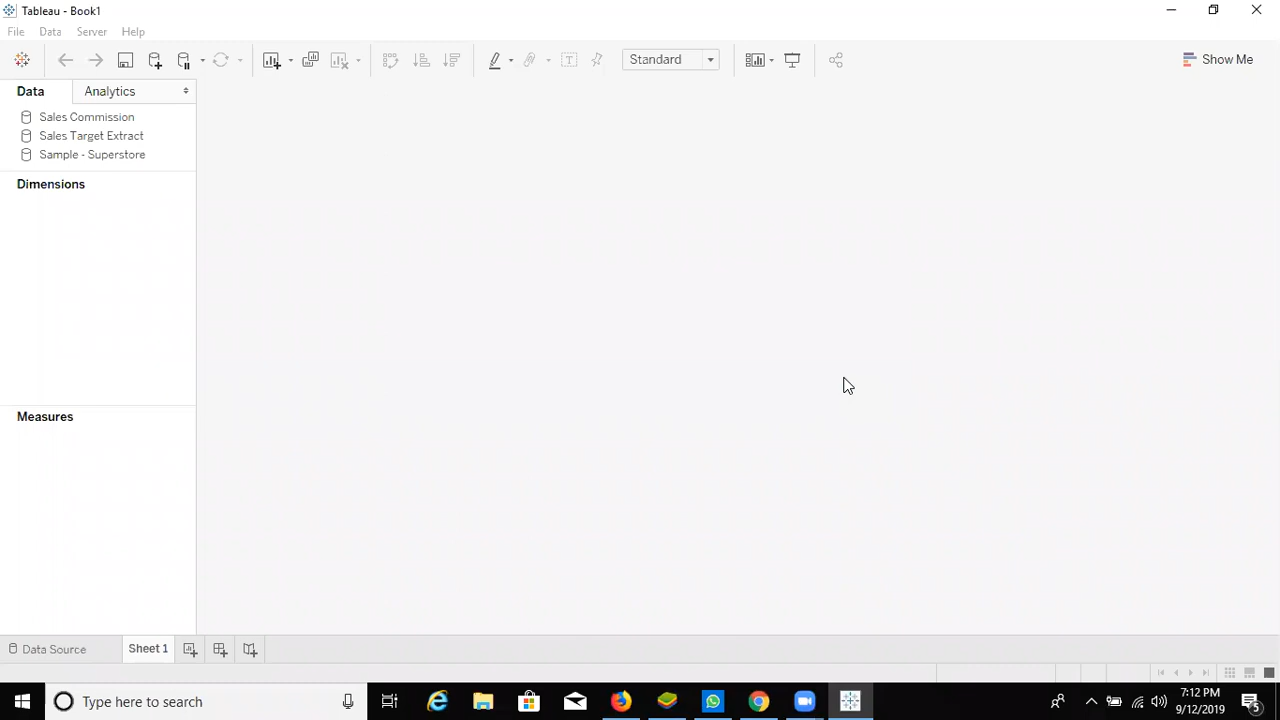 Tableau - Book1
File Data Server Help
Standard
Show Me
Data Analytics
Sales Commission
Sales Target Extract
Sample - Superstore
Dimensions
Measures
Data Source Sheet 1
Type here to search
7:12 PM
9/12/2019
5